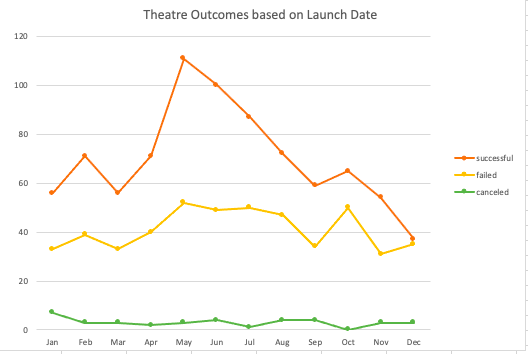 Theatre Outcomes based on Launch Date
120
100
80
60
40
20
0
Jan Feb Mar Apr May Jun Jul Aug Sep Oct Nov Dec
successful
failed
canceled